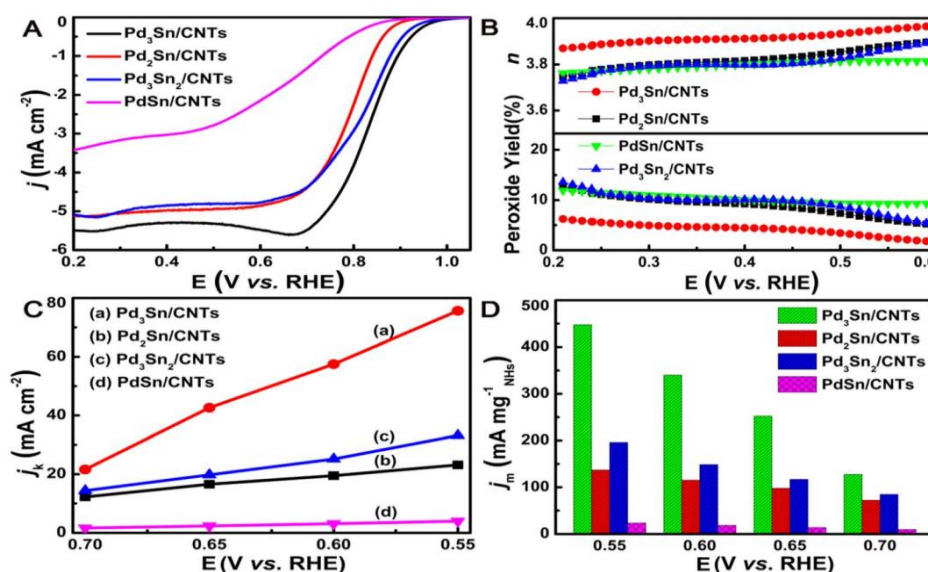 A
Pd3Sn/CNTs
Pd2Sn/CNTs
Pd3Sn2/CNTs
PdSn/CNTs
j (mA cm-2)
0
-1
-2
-3
-4
-5
-6
0.2 0.4 0.6 0.8 1.0
E (V vs. RHE)
B
n
4.0
3.8
3.6
Pd3Sn/CNTs
Pd2Sn/CNTs
PdSn/CNTs
Pd3Sn2/CNTs
Peroxide Yield(%)
20
10
0
0.2 0.3 0.4 0.5 0.6
E (V vs. RHE)
C
(a) Pd3Sn/CNTs
(b) Pd2Sn/CNTs
(c) Pd3Sn2/CNTs
(d) PdSn/CNTs
(a)
(c)
(b)
(d)
jk (mA cm-2)
80
60
40
20
0
0.70 0.65 0.60 0.55
E (V vs. RHE)
D
Pd3Sn/CNTs
Pd2Sn/CNTs
Pd3Sn2/CNTs
PdSn/CNTs
jm (mA mg-1NHs)
500
400
300
200
100
0
0.55 0.60 0.65 0.70
E (V vs. RHE)